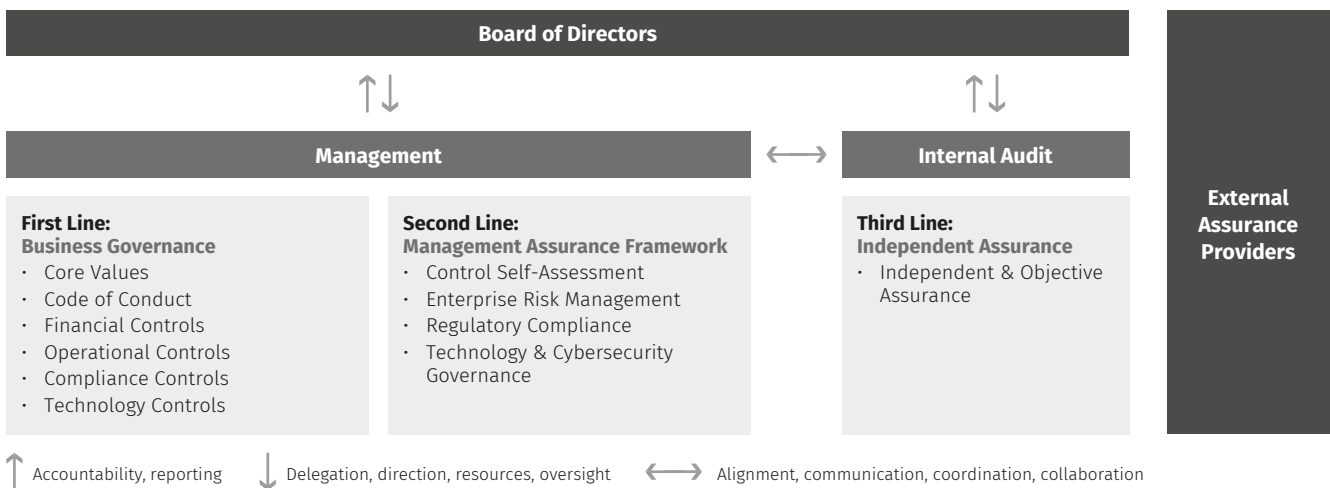 Board of Directors
Management
Internal Audit
External
Assurance
Providers
First Line:
Business Governance
· Core Values
· Code of Conduct
· Financial Controls
· Operational Controls
· Compliance Controls
· Technology Controls
Second Line:
Management Assurance Framework
· Control Self-Assessment
· Enterprise Risk Management
· Regulatory Compliance
· Technology & Cybersecurity
Governance
Third Line:
Independent Assurance
· Independent & Objective
Assurance
Accountability, reporting
Delegation, direction, resources, oversight
Alignment, communication, coordination, collaboration